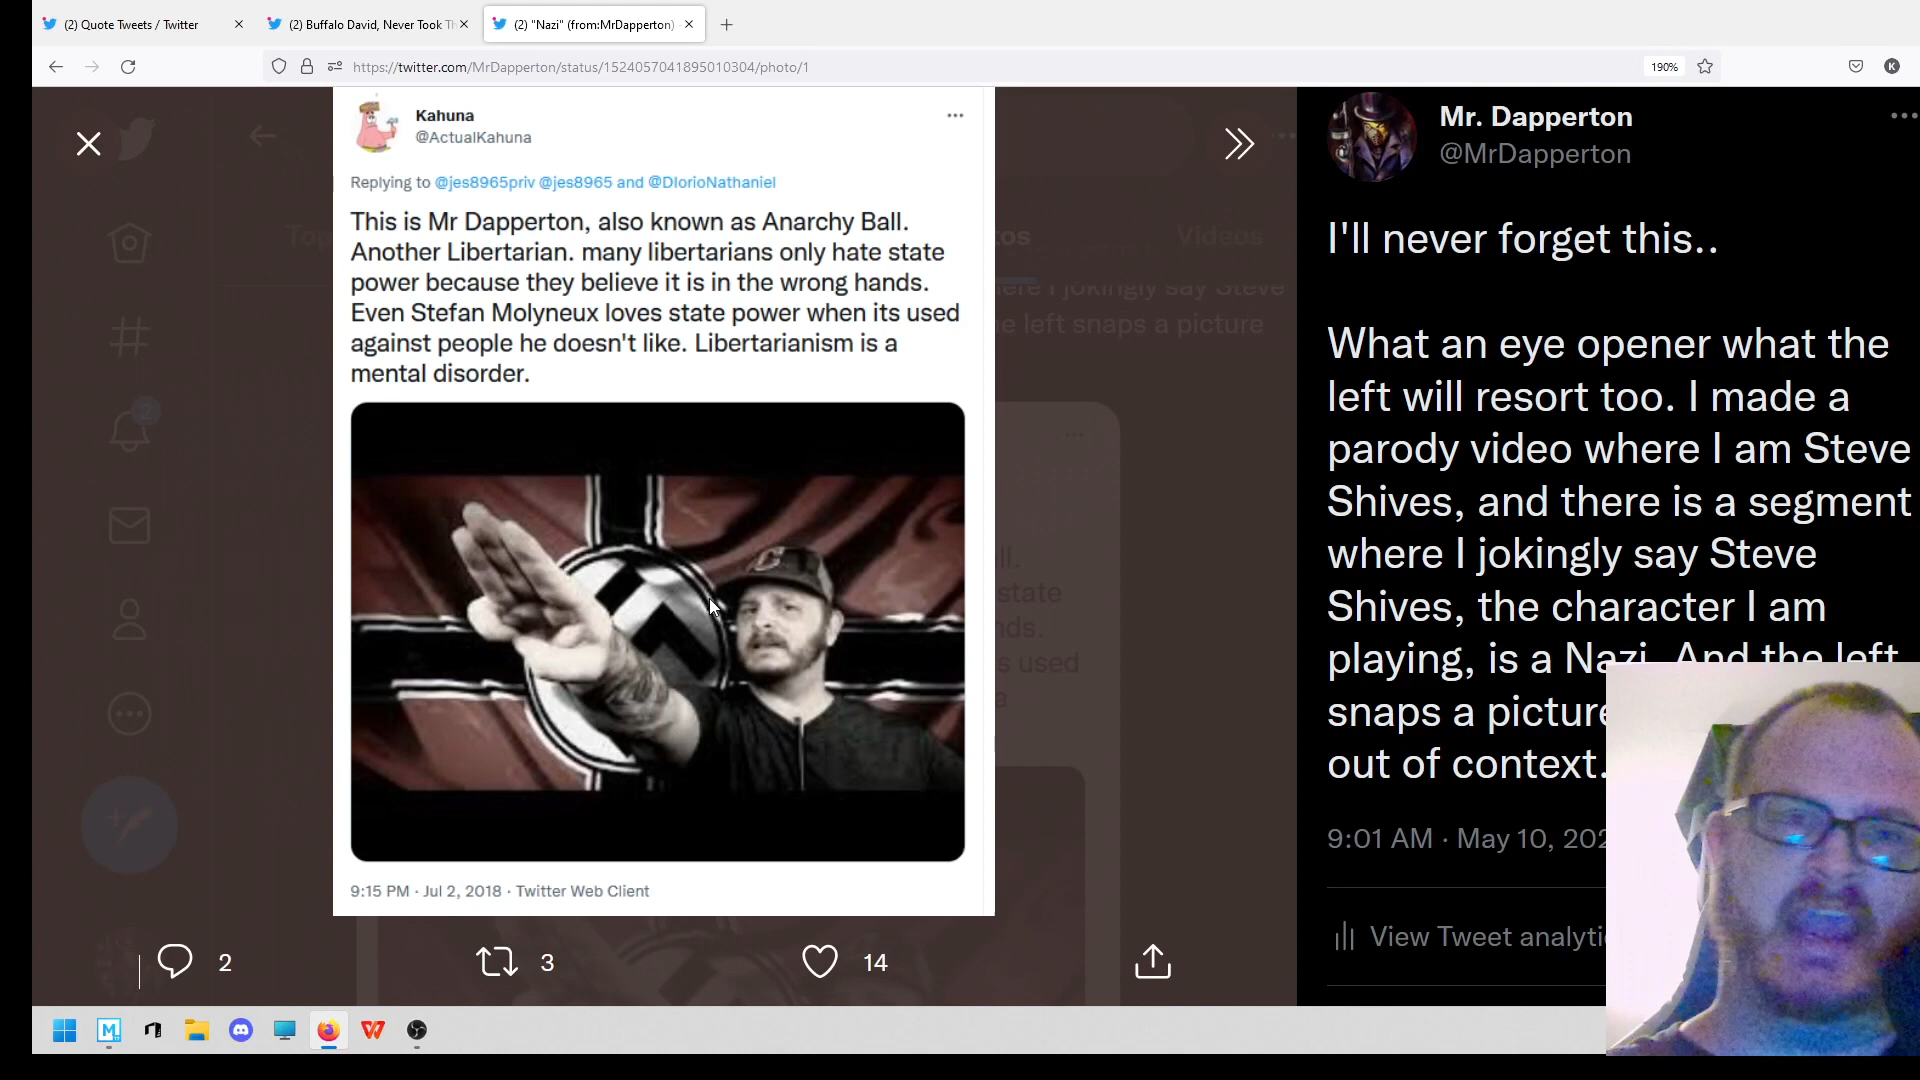 (2) Quote Tweets / Twitter
(2) Buffalo David, Never Took Th
(2) "Nazi" (from:MrDapperton)
https://twitter.com/MrDapperton/status/1524057041895010304/photo/1
190%
K
Kahuna
@ActualKahuna
Replying to @jes8965priv @jes8965 and @DIorioNathaniel
This is Mr Dapperton, also known as Anarchy Ball.
Another Libertarian. many libertarians only hate state
power because they believe it is in the wrong hands.
Even Stefan Molyneux loves state power when its used
against people he doesn't like. Libertarianism is a
mental disorder.
9:15 PM · Jul 2, 2018 · Twitter Web Client
2
3
14
Videos
Mr. Dapperton
@MrDapperton
I'll never forget this..
What an eye opener what the
left will resort too. I made a
parody video where I am Steve
Shives, and there is a segment
where I jokingly say Steve
Shives, the character I am
playing, is a Nazi. And the left
snaps a picture
out of context.
9:01 AM · May 10, 202
View Tweet analyti